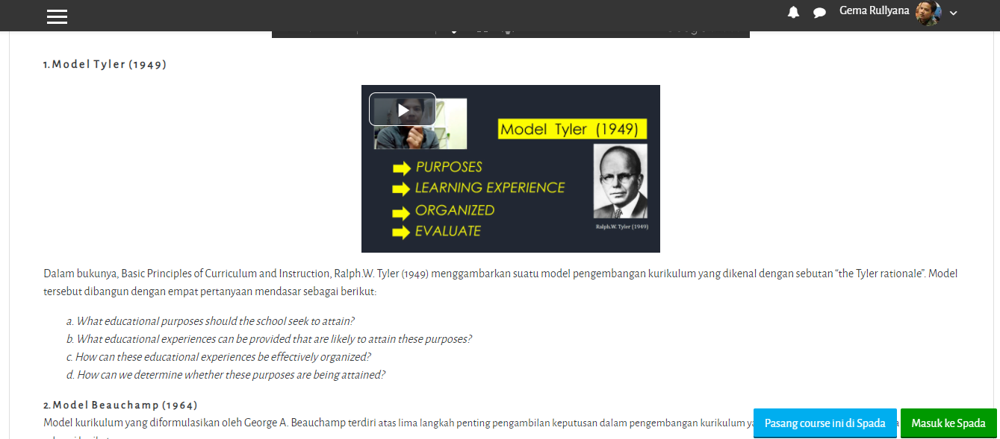 Gema Rullyana
1. Model Tyler (1949)
Model Tyler (1949)
PURPOSES
LEARNING EXPERIENCE
ORGANIZED
EVALUATE
Ralph.W. Tyler (1949)
Dalam bukunya, Basic Principles of Curriculum and Instruction, Ralph.W. Tyler (1949) menggambarkan suatu model pengembangan kurikulum yang dikenal dengan sebutan “the Tyler rationale”. Model
tersebut dibangun dengan empat pertanyaan mendasar sebagai berikut:
a. What educational purposes should the school seek to attain?
b. What educational experiences can be provided that are likely to attain these purposes?
c. How can these educational experiences be effectively organized?
d. How can we determine whether these purposes are being attained?
2. Model Beauchamp (1964)
Model kurikulum yang diformulasikan oleh George A. Beauchamp terdiri atas lima langkah penting pengambilan keputusan dalam pengembangan kurikulum
Pasang course ini di Spada
Masuk ke Spada